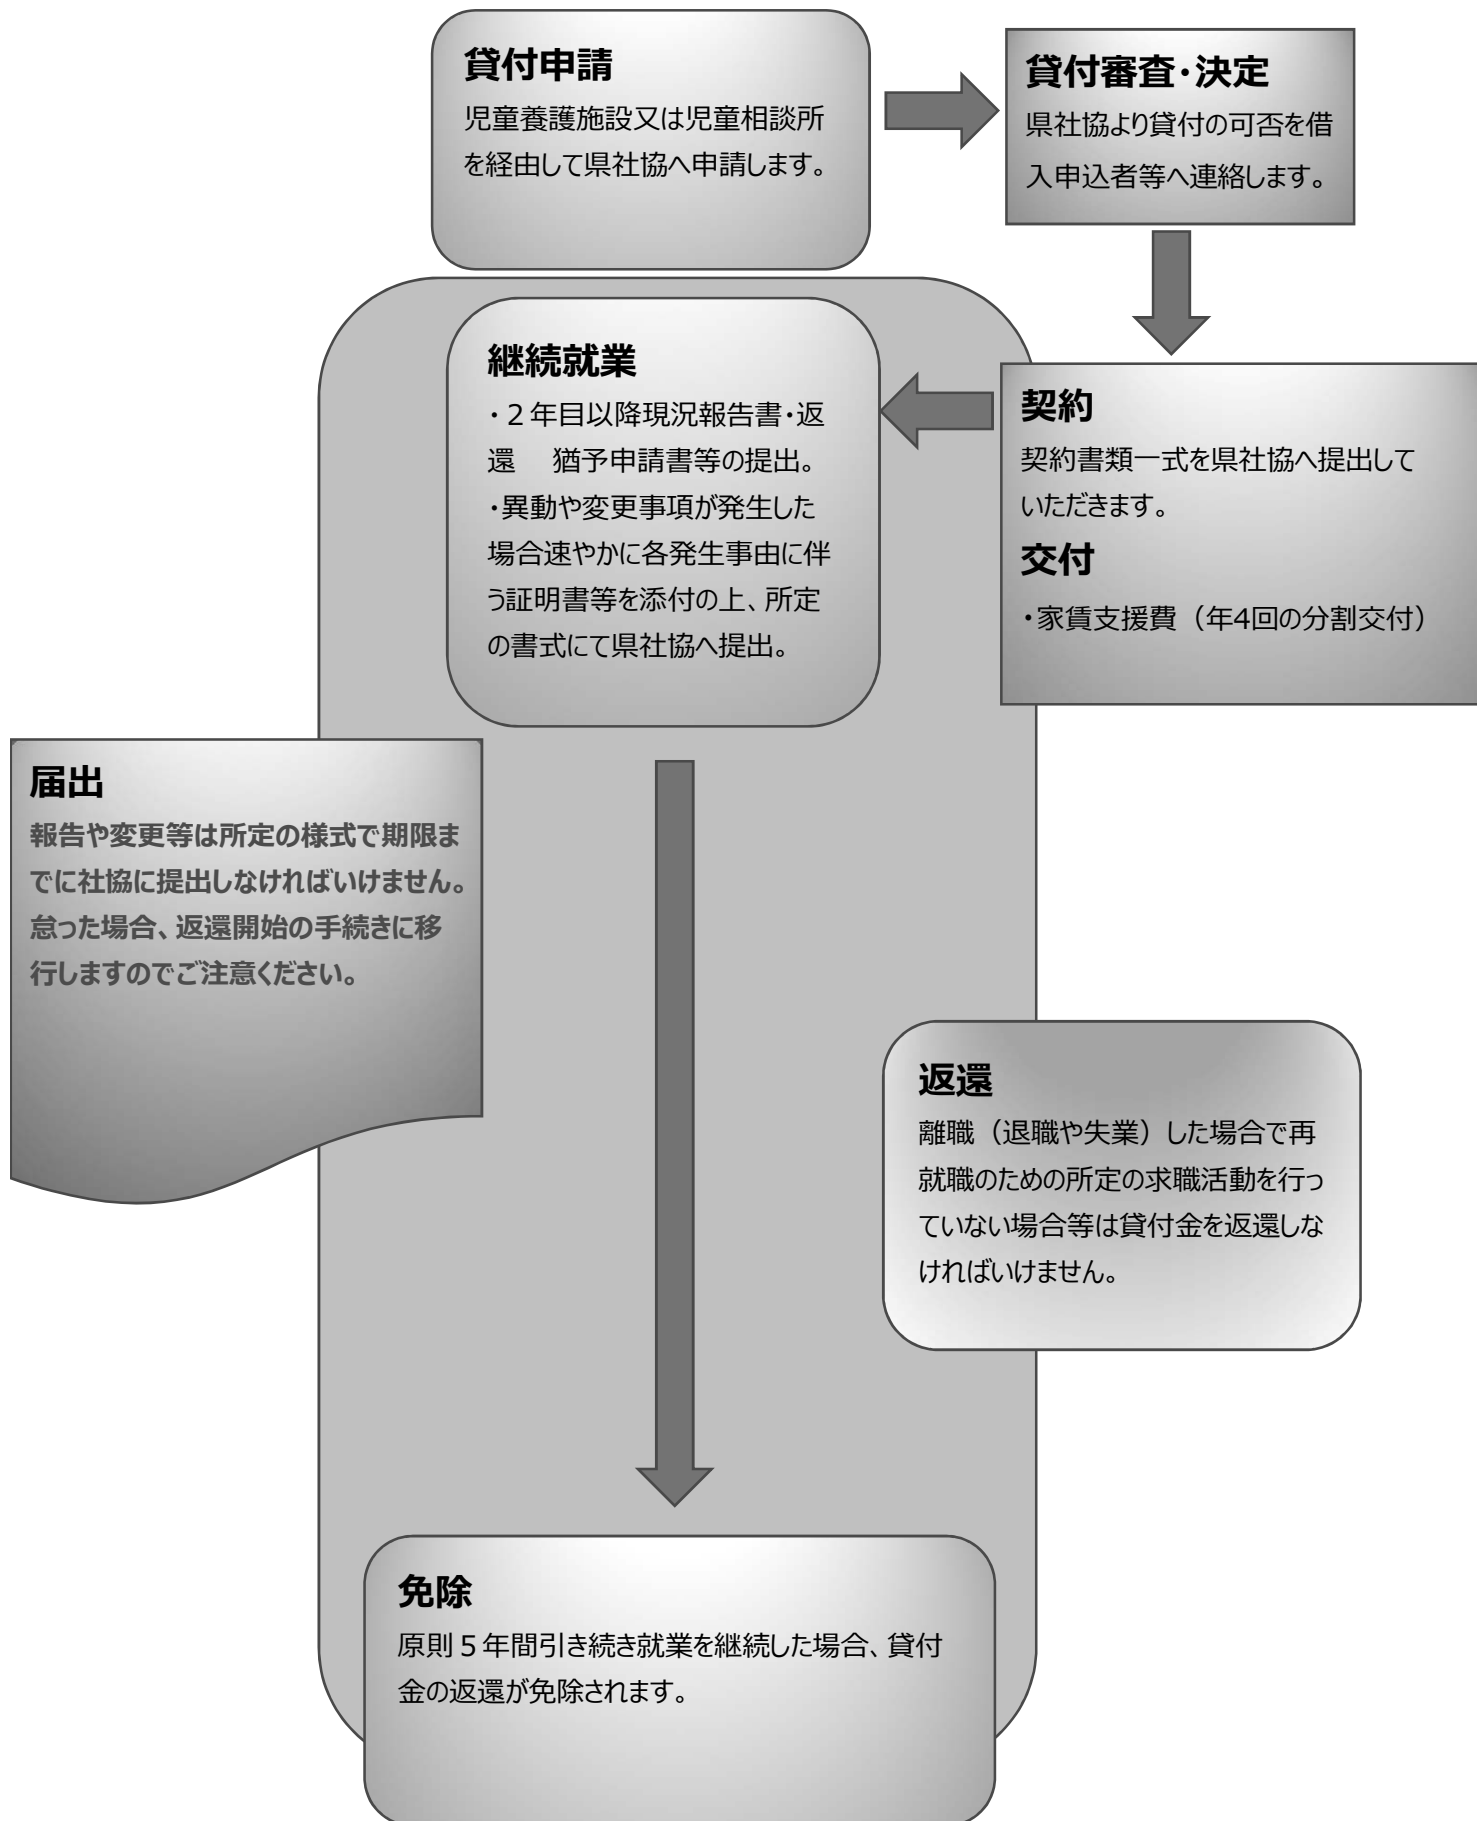 貸付申請
児童養護施設又は児童相談所
を経由して県社協へ申請します。
貸付審査・決定
県社協より貸付の可否を借
入申込者等へ連絡します。
継続就業
・２年目以降現況報告書・返
還　猶予申請書等の提出。
・異動や変更事項が発生した
場合速やかに各発生事由に伴
う証明書等を添付の上、所定
の書式にて県社協へ提出。
契約
契約書類一式を県社協へ提出して
いただきます。
交付
・家賃支援費（年4回の分割交付）
届出
報告や変更等は所定の様式で期限ま
でに社協に提出しなければいけません。
怠った場合、返還開始の手続きに移
行しますのでご注意ください。
返還
離職（退職や失業）した場合で再
就職のための所定の求職活動を行っ
ていない場合等は貸付金を返還しな
ければいけません。
免除
原則５年間引き続き就業を継続した場合、貸付
金の返還が免除されます。